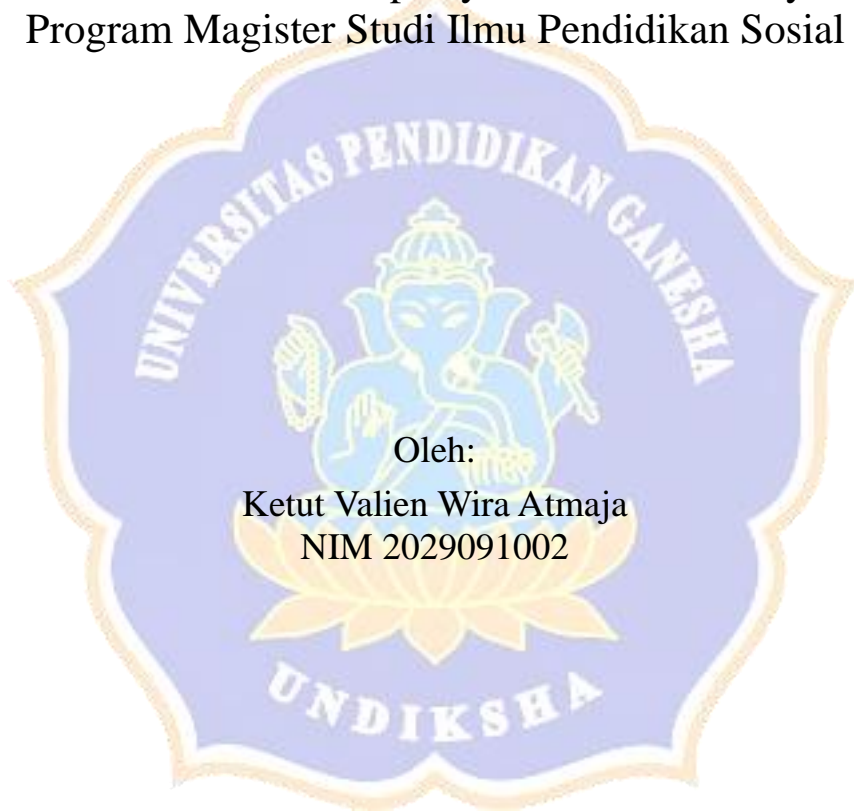 Program Magister Studi Ilmu Pendidikan Sosial
UNIVERSITAS PENDIDIKAN GANESHA
Oleh:
Ketut Valien Wira Atmaja
NIM 2029091002
UNDIKSHA